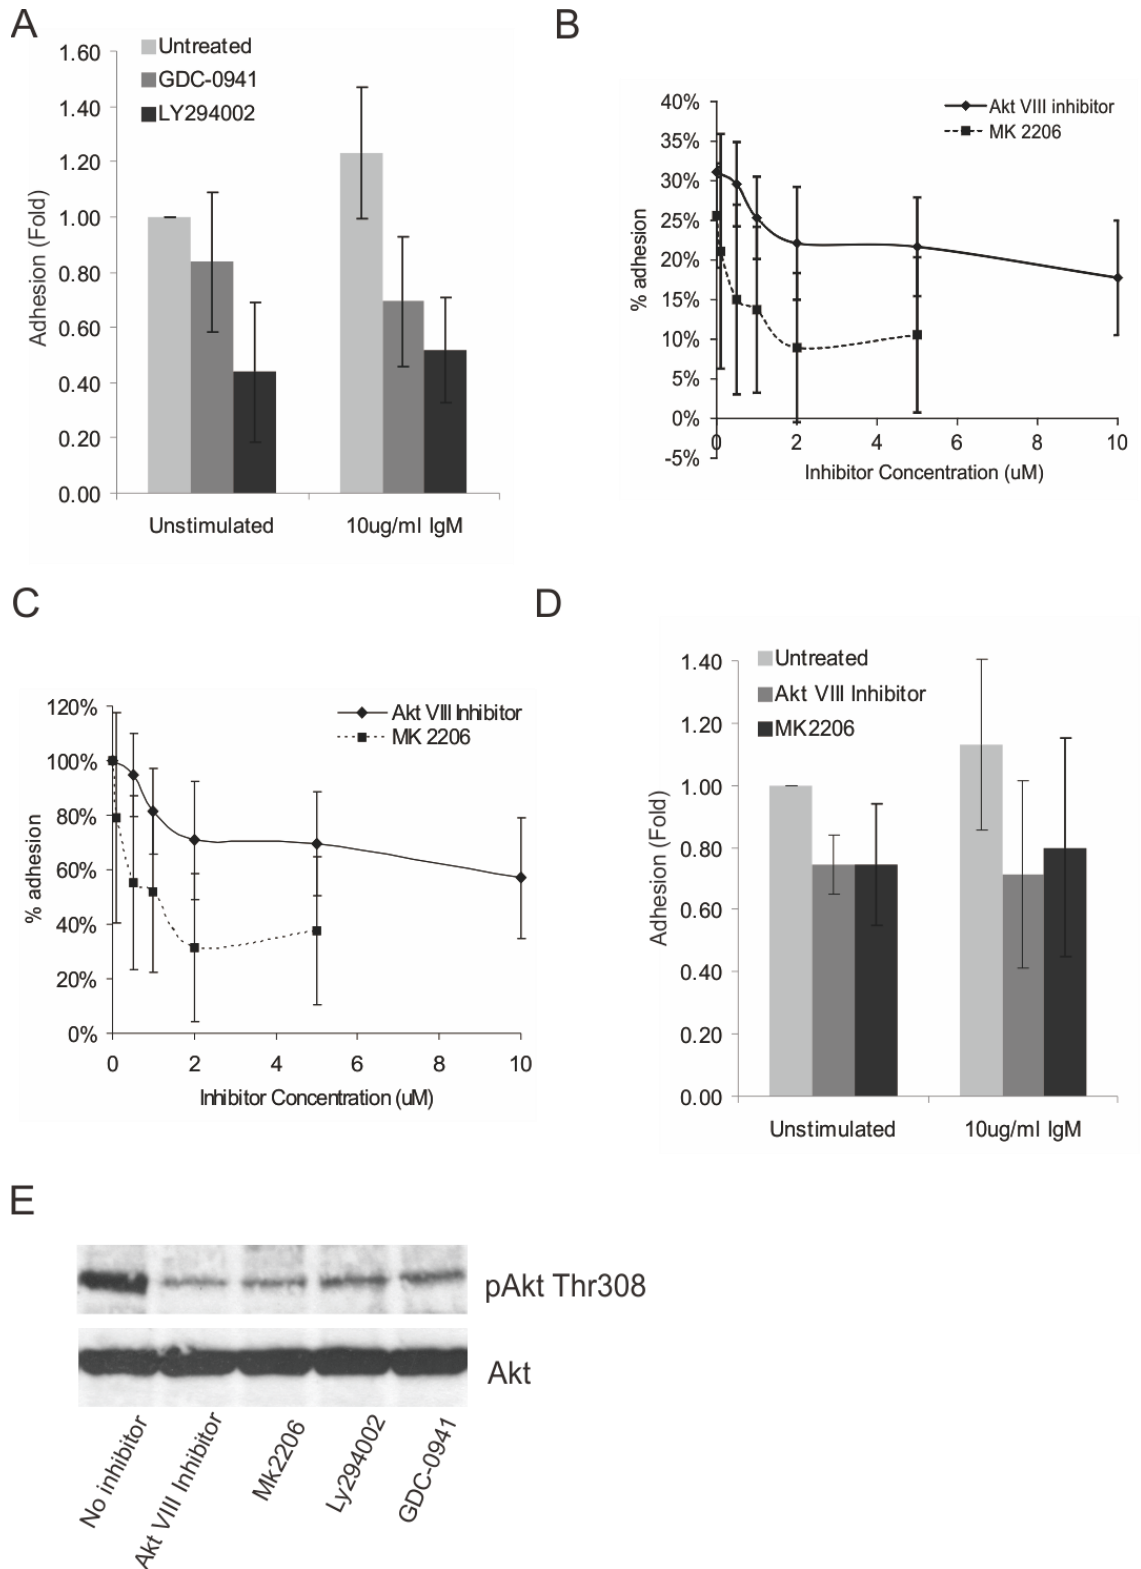 A
1.60
1.40
1.20
1.00
0.80
0.60
0.40
0.20
0.00
Adhesion (Fold)
Untreated
GDC-0941
LY294002
Unstimulated
10ug/ml IgM
B
40%
35%
30%
25%
20%
15%
10%
5%
0%
-5%
% adhesion
Akt VIII inhibitor
MK 2206
0 2 4 6 8 10
Inhibitor Concentration (uM)
C
120%
100%
80%
60%
40%
20%
0%
% adhesion
Akt VIII Inhibitor
MK 2206
0 2 4 6 8 10
Inhibitor Concentration (uM)
D
1.40
1.20
1.00
0.80
0.60
0.40
0.20
0.00
Adhesion (Fold)
Untreated
Akt VIII Inhibitor
MK2206
Unstimulated
10ug/ml IgM
E
pAkt Thr308
Akt
No inhibitor
Akt VIII Inhibitor
Mk2206
Ly294002
GDC-0941